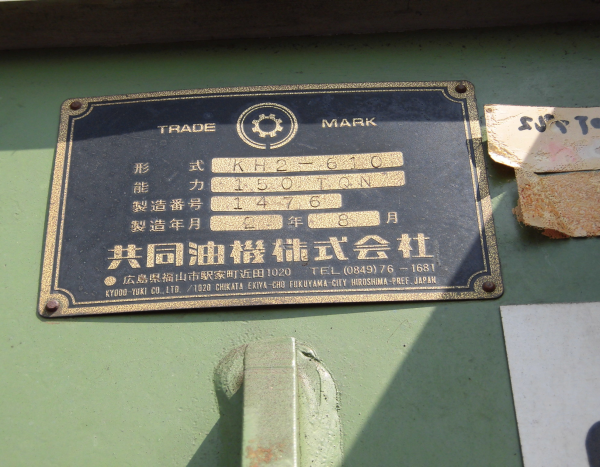 TRADE MARK
形式 KH2-610
能力 150 TON
製造番号 1476
製造年月 2年8月
共同油機株式会社
広島県福山市駅家町近田1020 TEL(0849)76-1681
KYODO-YUKI CO.,LTD. /1020 CHIKATA EKIYA-CHO FUKUYAMA-CITY HIROSHIMA-PREF. JAPAN